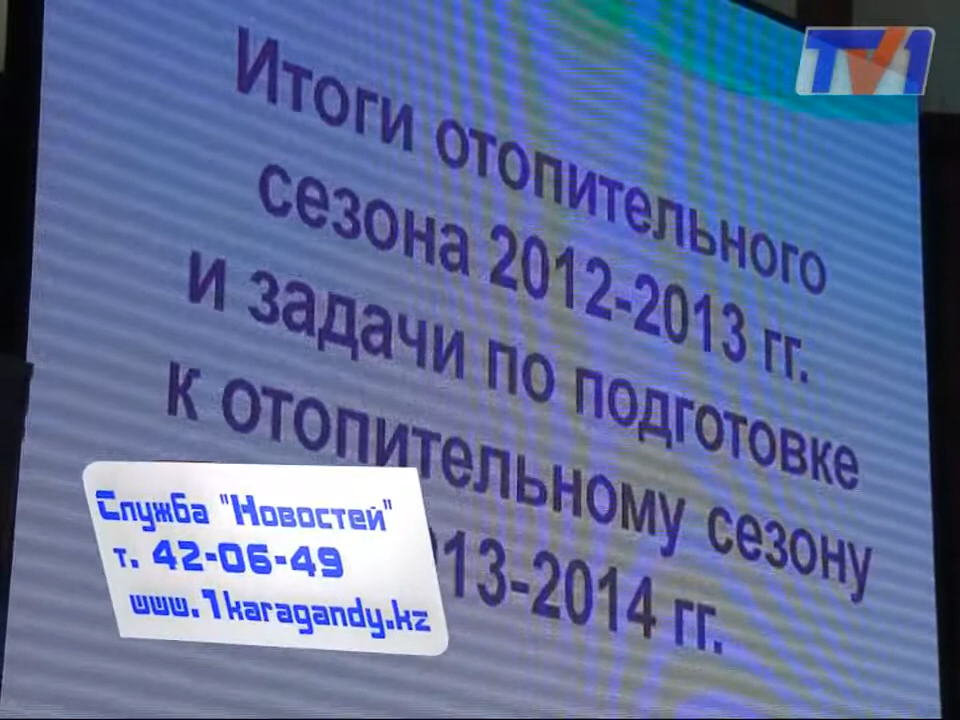 TV1
Итоги отопительного
сезона 2012-2013 гг.
и задачи по подготовке
к отопительному сезону
13-2014 гг.
Служба "Новостей"
т. 42-06-49
www.1karagandy.kz